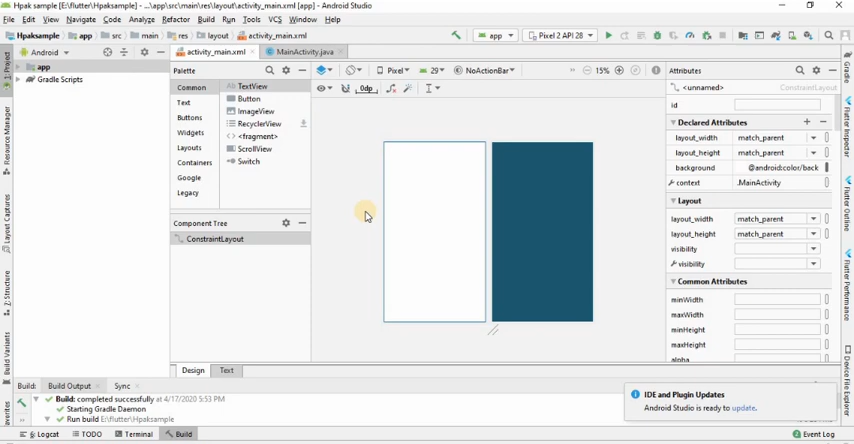 Hpak sample [E:\flutter\Hpaksample] - ...\app\src\main\res\layout\activity_main.xml [app] - Android Studio
File Edit View Navigate Code Analyze Refactor Build Run Tools VCS Window Help
Hpaksample app src main res layout activity_main.xml app Pixel 2 API 28
Android activity_main.xml MainActivity.java
app
Gradle Scripts
1: Project
Resource Manager
Layout Captures
Z: Structure
Build Variants
Palette
Common
Text
Buttons
Widgets
Layouts
Containers
Google
Legacy
Ab TextView
Button
ImageView
RecyclerView
<> <fragment>
ScrollView
Switch
Component Tree
ConstraintLayout
Pixel 29 NoActionBar 15%
0dp
Design Text
Attributes
<unnamed> ConstraintLayout
id
Declared Attributes
layout_width match_parent
layout_height match_parent
background @android:color/back
context .MainActivity
Layout
layout_width match_parent
layout_height match_parent
visibility
visibility
Common Attributes
minWidth
maxWidth
minHeight
maxHeight
alpha
Gradle
Flutter Inspector
Flutter Outline
Flutter Performance
Device File Explorer
Build: Build Output Sync
Build: completed successfully at 4/17/2020 5:53 PM
Starting Gradle Daemon
Run build E:\flutter\Hpaksample
IDE and Plugin Updates
Android Studio is ready to update.
6: Logcat TODO Terminal Build
2 Event Log